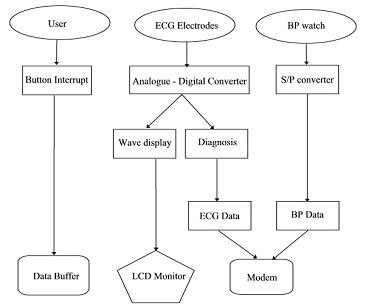 User
ECG Electrodes
BP watch
Button Interrupt
Analogue - Digital Converter
S/P converter
Wave display
Diagnosis
ECG Data
BP Data
Data Buffer
LCD Monitor
Modem